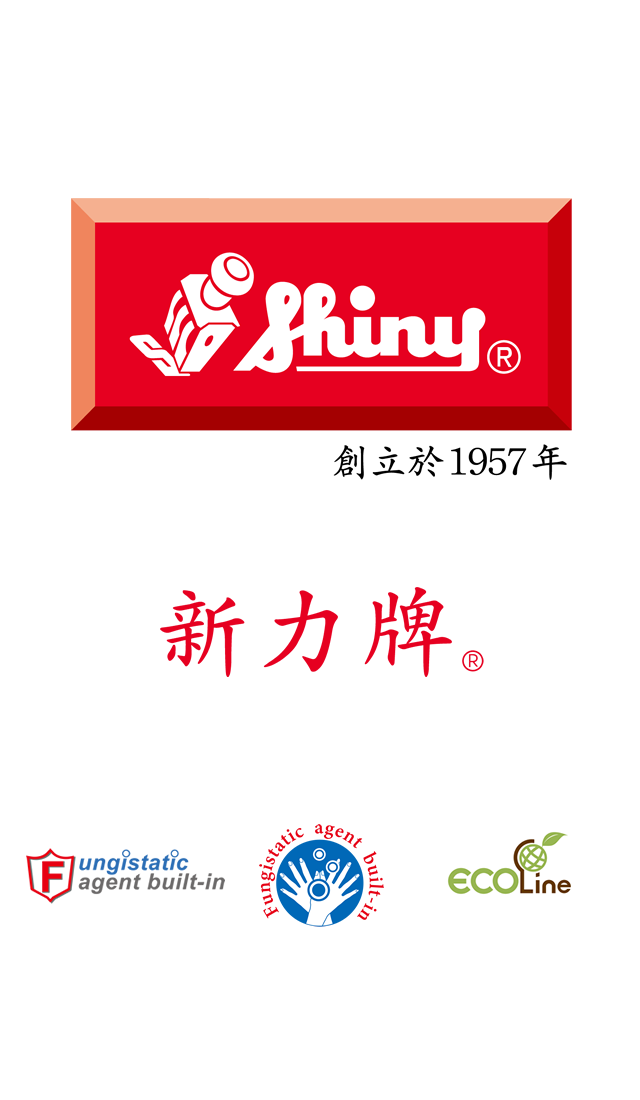 Shiny®
創立於1957年
新力牌®
Fungistatic
agent built-in
Fungistatic agent built-in
ECOLine